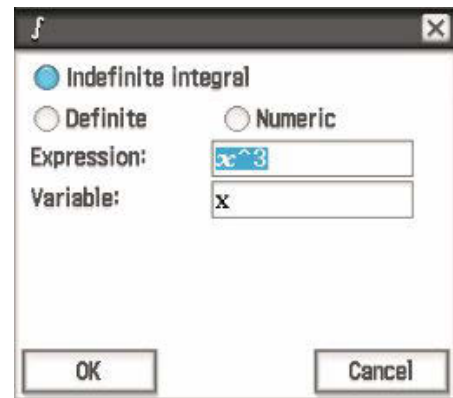 ∫
Indefinite integral
Definite Numeric
Expression: x^3
Variable: x
OK Cancel